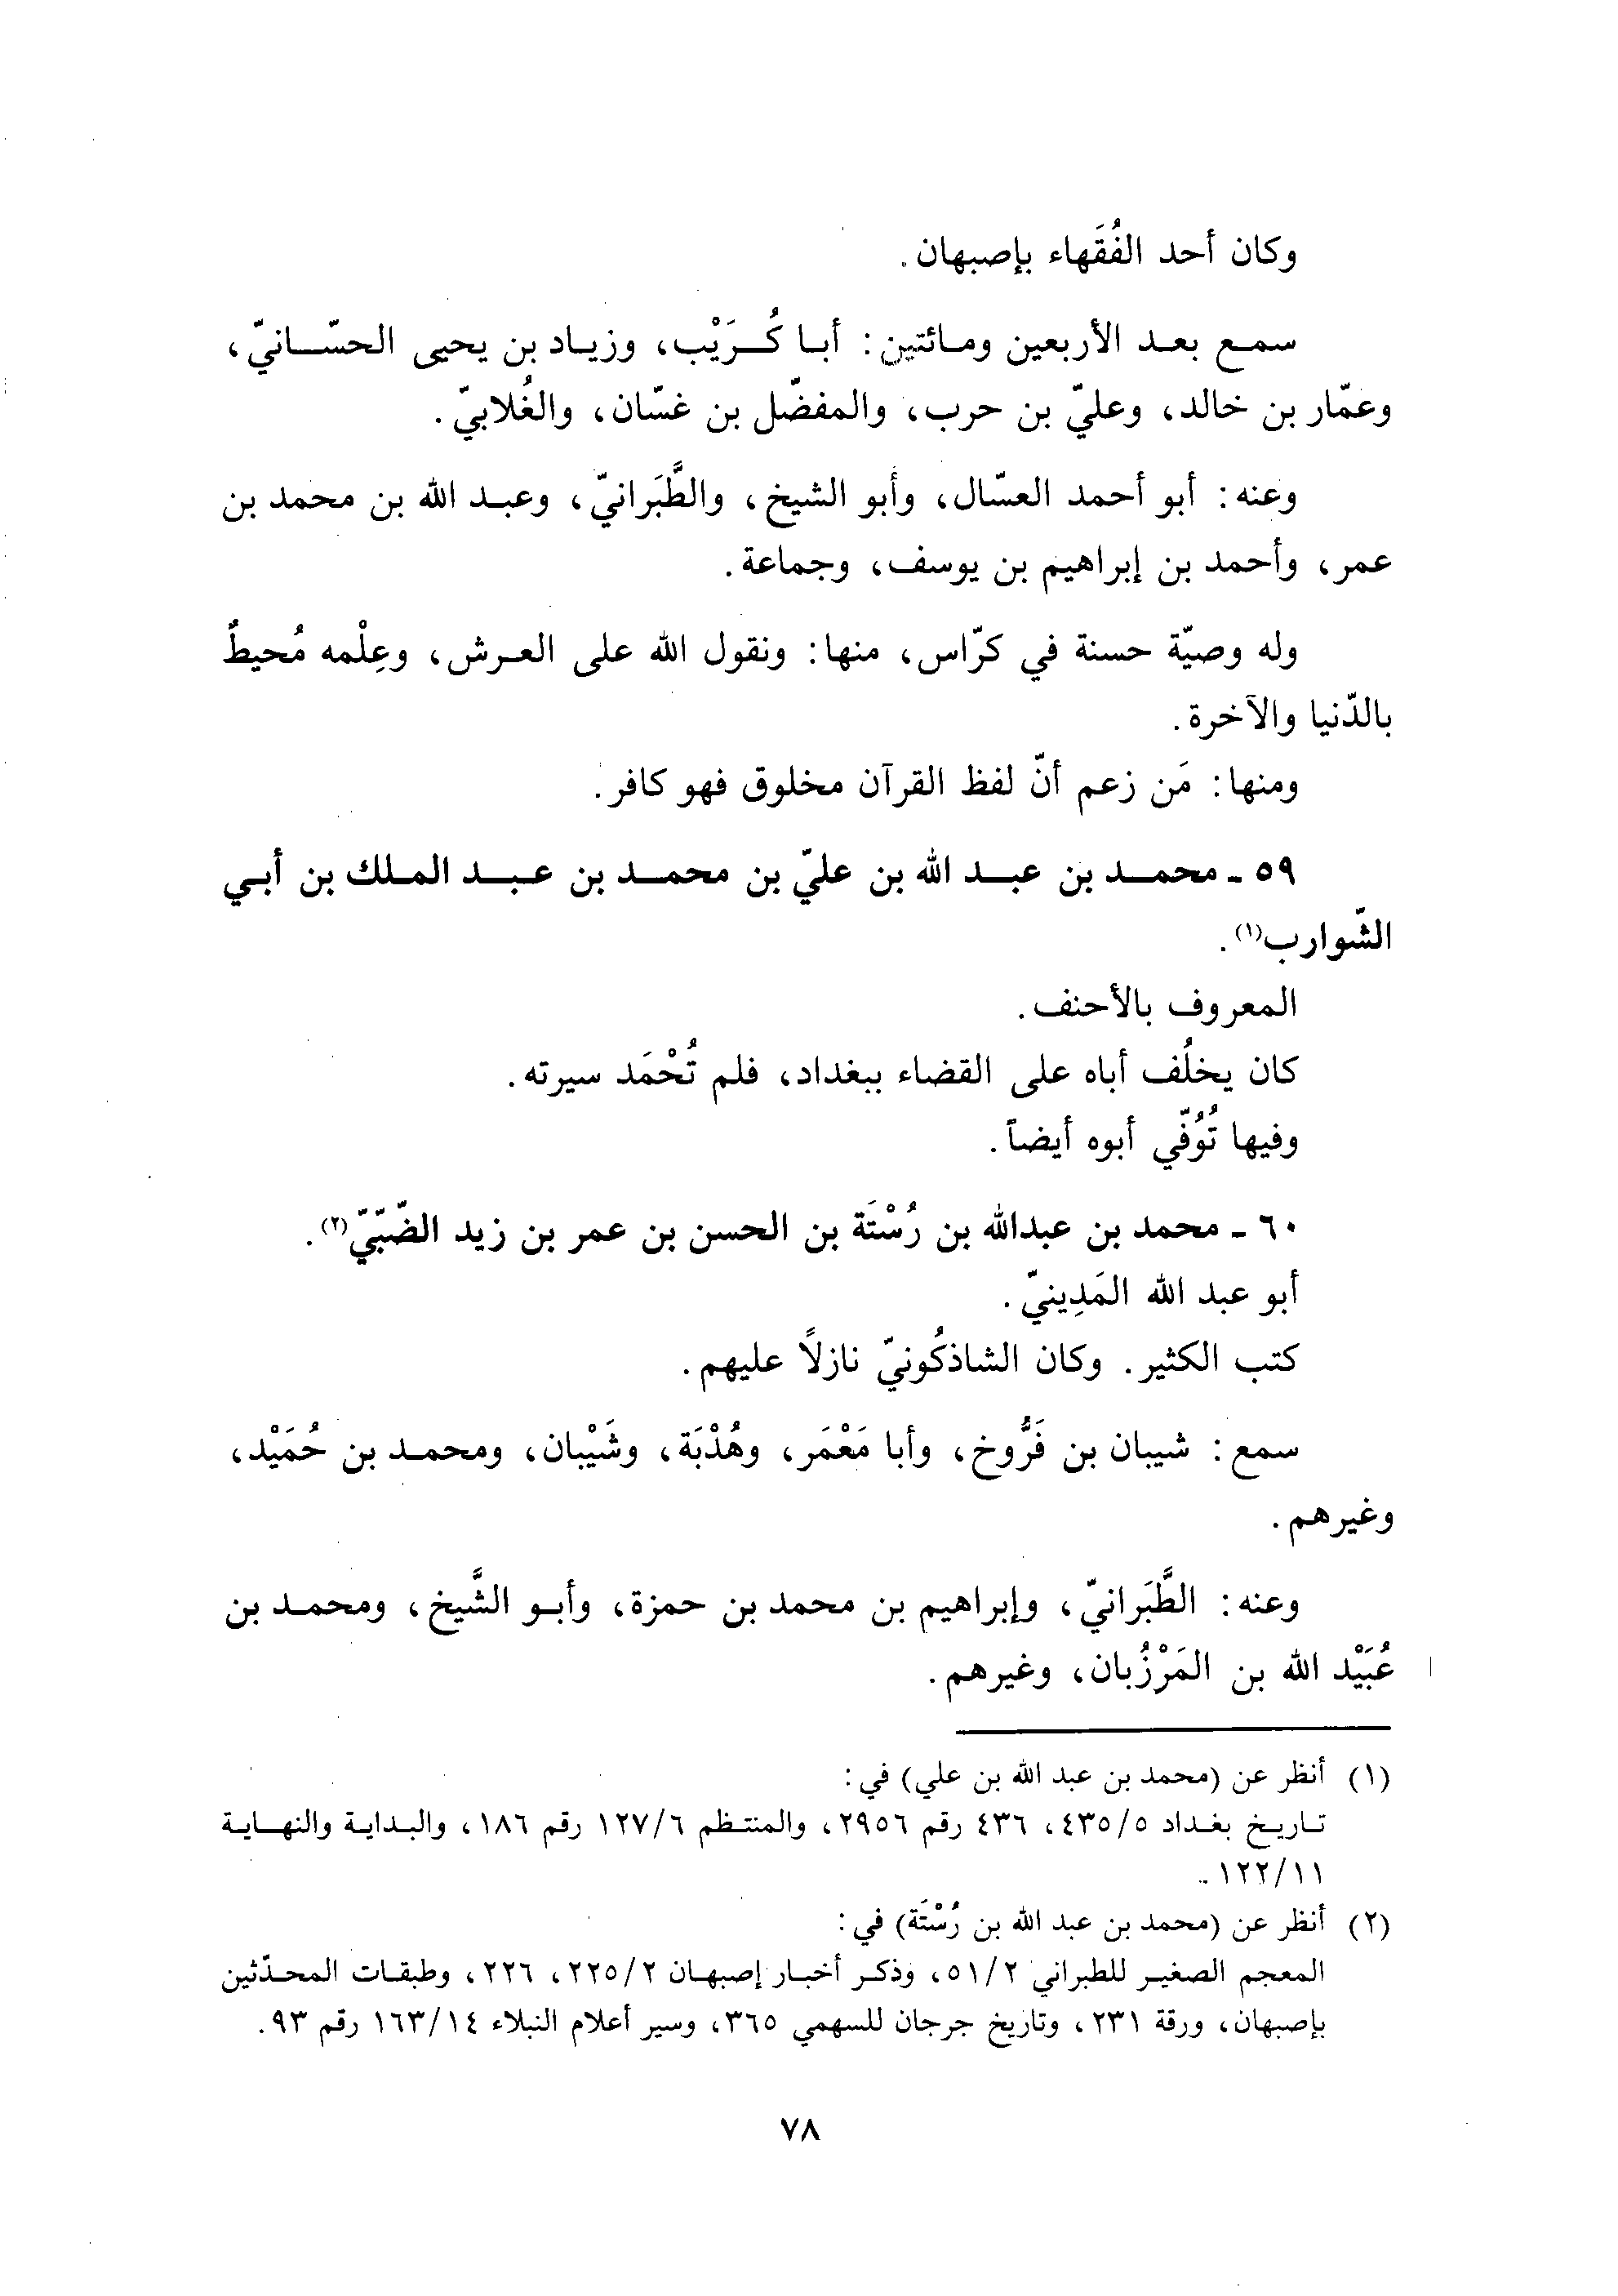 وكان أحد الفُقَهاء بإصبهان.
سمع بعد الأربعين ومائتين: أبا كُرَيْب، وزياد بن يحيى الحسّانيّ،
وعمّار بن خالد، وعليّ بن حرب، والمفضّل بن غسّان، والغُلابيّ.
وعنه: أبو أحمد العسّال، وأبو الشيخ، والطَّبَرانيّ، وعبد الله بن محمد بن
عمر، وأحمد بن إبراهيم بن يوسف، وجماعة.
وله وصيّة حسنة في كرّاس، منها: ونقول الله على العرش، وعِلْمه مُحيطٌ
بالدّنيا والآخرة.
ومنها: مَن زعم أنّ لفظ القرآن مخلوق فهو كافر.
٥٩ ـ محمد بن عبد الله بن عليّ بن محمد بن عبد الملك بن أبي
الشّوارب(١).
المعروف بالأحنف.
كان يخلُف أباه على القضاء ببغداد، فلم تُحْمَد سيرته.
وفيها تُوُفّي أبوه أيضاً.
٦٠ ـ محمد بن عبدالله بن رُسْتَة بن الحسن بن عمر بن زيد الضّبّيّ(٢).
أبو عبد الله المَدِينيّ.
كتب الكثير. وكان الشاذكُونيّ نازلاً عليهم.
سمع: شيبان بن فَرُّوخ، وأبا مَعْمَر، وهُدْبَة، وشَيْبان، ومحمد بن حُمَيْد،
وغيرهم.
وعنه: الطَّبَرانيّ، وإبراهيم بن محمد بن حمزة، وأبو الشَّيخ، ومحمد بن
عُبَيْد الله بن المَرْزُبان، وغيرهم.
(١) أنظر عن (محمد بن عبد الله بن علي) في:
تاريخ بغداد ٤٣٥/٥، ٤٣٦ رقم ٢٩٥٦، والمنتظم ١٢٧/٦ رقم ١٨٦، والبداية والنهاية
١٢٢/١١.
(٢) أنظر عن (محمد بن عبد الله بن رُسْتَة) في:
المعجم الصغير للطبراني ٥١/٢، وذكر أخبار إصبهان ٢٢٥/٢، ٢٢٦، وطبقات المحدّثين
بإصبهان، ورقة ٢٣١، وتاريخ جرجان للسهمي ٣٦٥، وسير أعلام النبلاء ١٦٣/١٤ رقم ٩٣.
٧٨